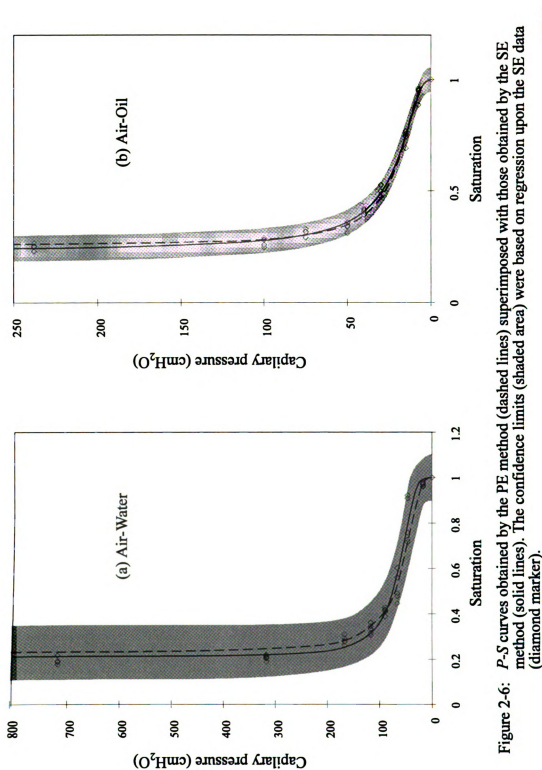 (a) Air-Water
Capillary pressure (cmH₂O)
800
700
600
500
400
300
200
100
0
0
0.2
0.4
0.6
0.8
1
1.2
Saturation
(b) Air-Oil
Capillary pressure (cmH₂O)
250
200
150
100
50
0
0
0.5
1
Saturation
Figure 2-6: P-S curves obtained by the PE method (dashed lines) superimposed with those obtained by the SE
method (solid lines). The confidence limits (shaded area) were based on regression upon the SE data
(diamond marker).